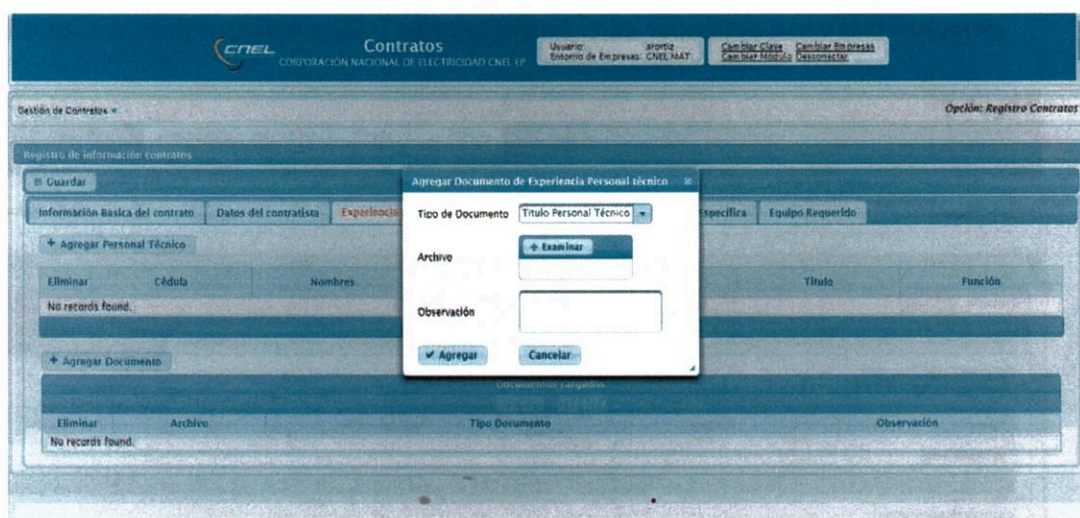 CNEL
Contratos
CORPORACIÓN NACIONAL DE ELECTRICIDAD CNEL EP
Usuario: arortiz
Entorno de Empresas: CNEL MAT
Cambiar Clave Cambiar Empresas
Cambiar Módulo Desconectar
Gestión de Contratos
Opción: Registro Contratos
Registro de información contratos
Guardar
Información Basica del contrato Datos del contratista Experiencia Especifica Equipo Requerido
Agregar Documento de Experiencia Personal técnico
Tipo de Documento Titulo Personal Técnico
Archivo + Examinar
Observación
Agregar Cancelar
+ Agregar Personal Técnico
Eliminar Cédula Nombres Titulo Función
No records found.
+ Agregar Documento
Documentos cargados
Eliminar Archivo Tipo Documento Observación
No records found.